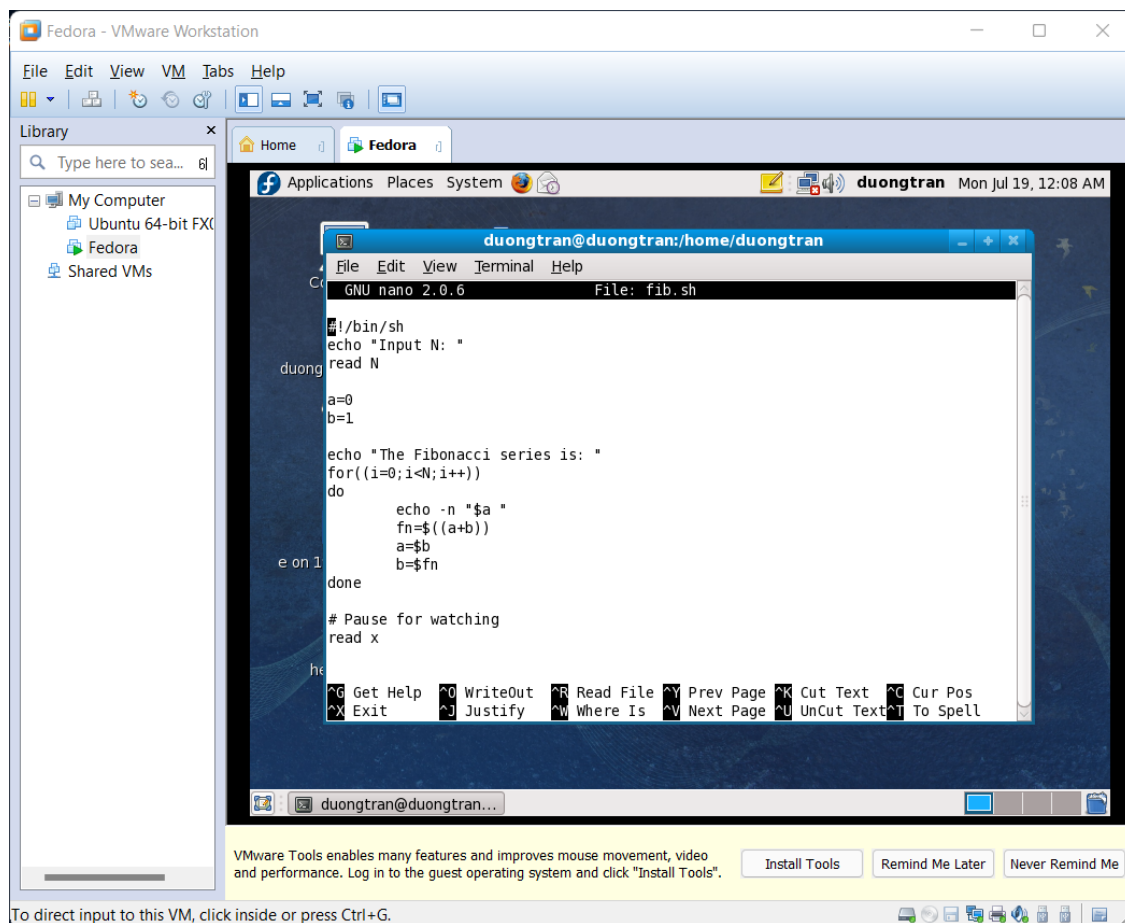 Fedora - VMware Workstation
File Edit View VM Tabs Help
Library ×
Type here to sea... 6
My Computer
Ubuntu 64-bit FX(
Fedora
Shared VMs
Home Fedora
Applications Places System duongtran Mon Jul 19, 12:08 AM
duongtran@duongtran:/home/duongtran
File Edit View Terminal Help
GNU nano 2.0.6 File: fib.sh
#!/bin/sh
echo "Input N: "
read N
duong
a=0
b=1
echo "The Fibonacci series is: "
for((i=0;i<N;i++))
do
echo -n "$a "
fn=$((a+b))
a=$b
e on 1
b=$fn
done
# Pause for watching
read x
^G Get Help ^O WriteOut ^R Read File ^Y Prev Page ^K Cut Text ^C Cur Pos
^X Exit ^J Justify ^W Where Is ^V Next Page ^U UnCut Text ^T To Spell
duongtran@duongtran...
VMware Tools enables many features and improves mouse movement, video
and performance. Log in to the guest operating system and click "Install Tools".
Install Tools Remind Me Later Never Remind Me
To direct input to this VM, click inside or press Ctrl+G.